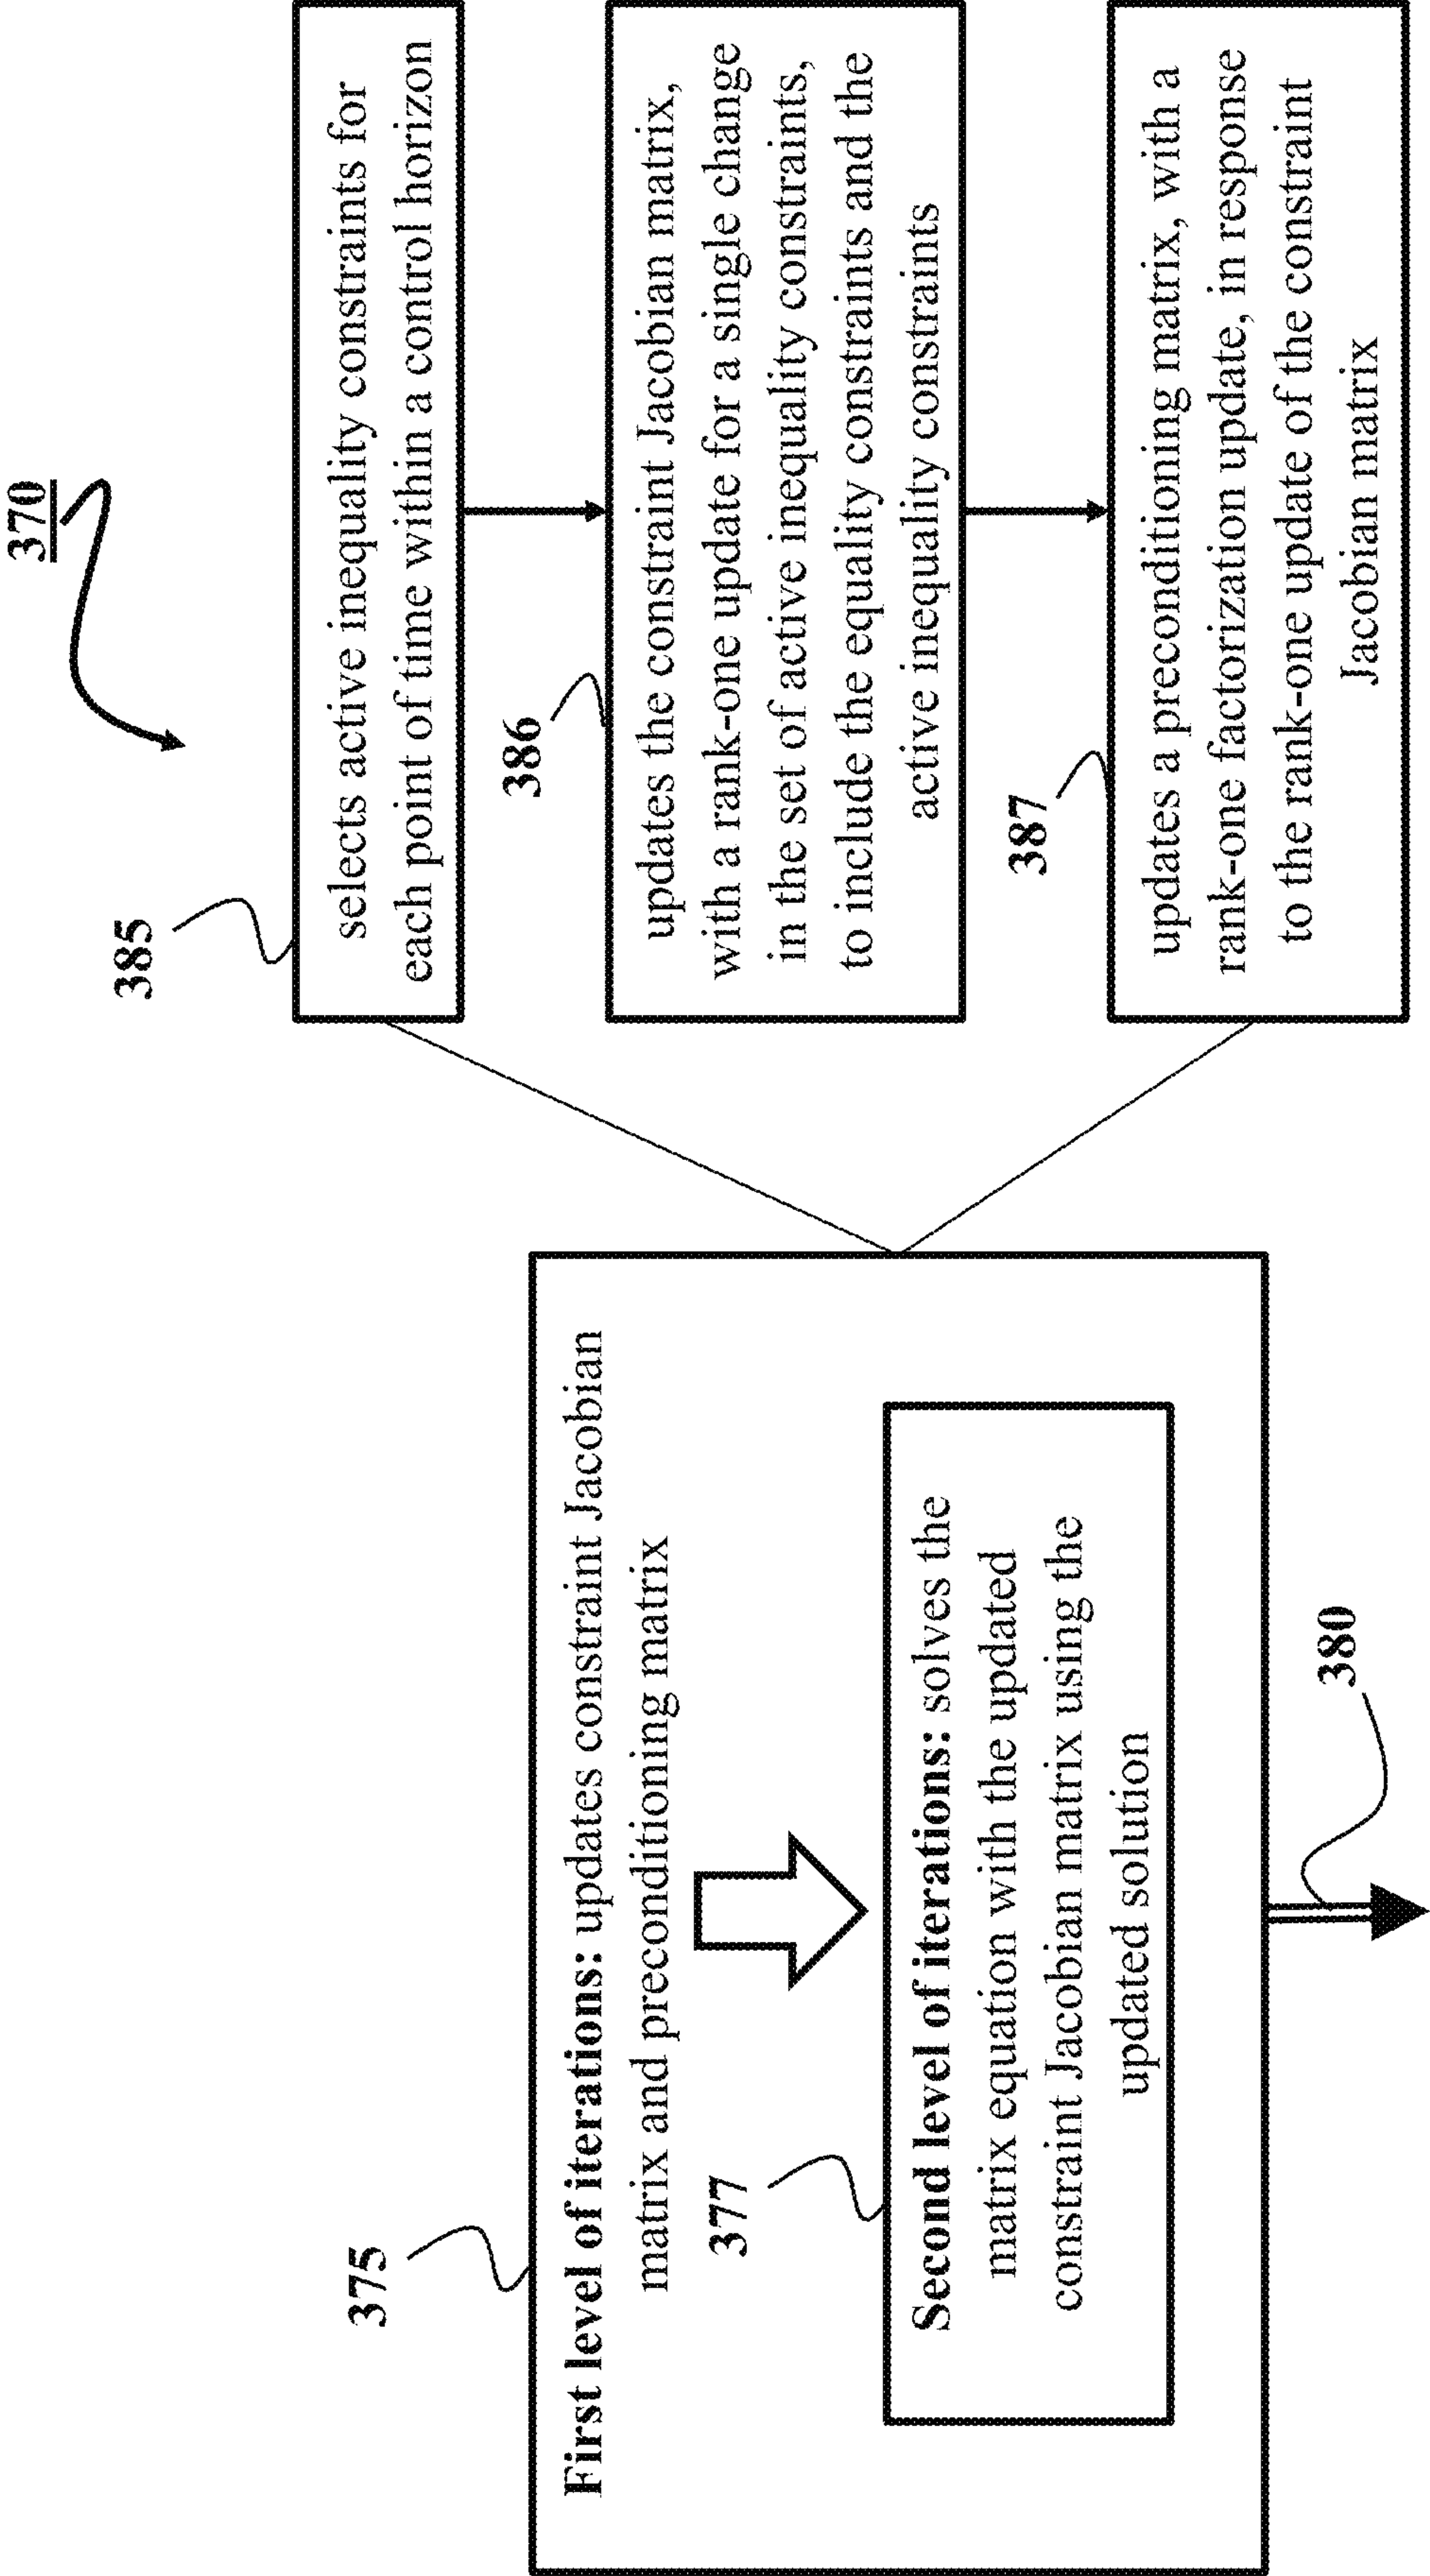 370
375
First level of iterations: updates constraint Jacobian
matrix and preconditioning matrix
377
Second level of iterations: solves the
matrix equation with the updated
constraint Jacobian matrix using the
updated solution
380
385
selects active inequality constraints for
each point of time within a control horizon
386
updates the constraint Jacobian matrix,
with a rank-one update for a single change
in the set of active inequality constraints,
to include the equality constraints and the
active inequality constraints
387
updates a preconditioning matrix, with a
rank-one factorization update, in response
to the rank-one update of the constraint
Jacobian matrix